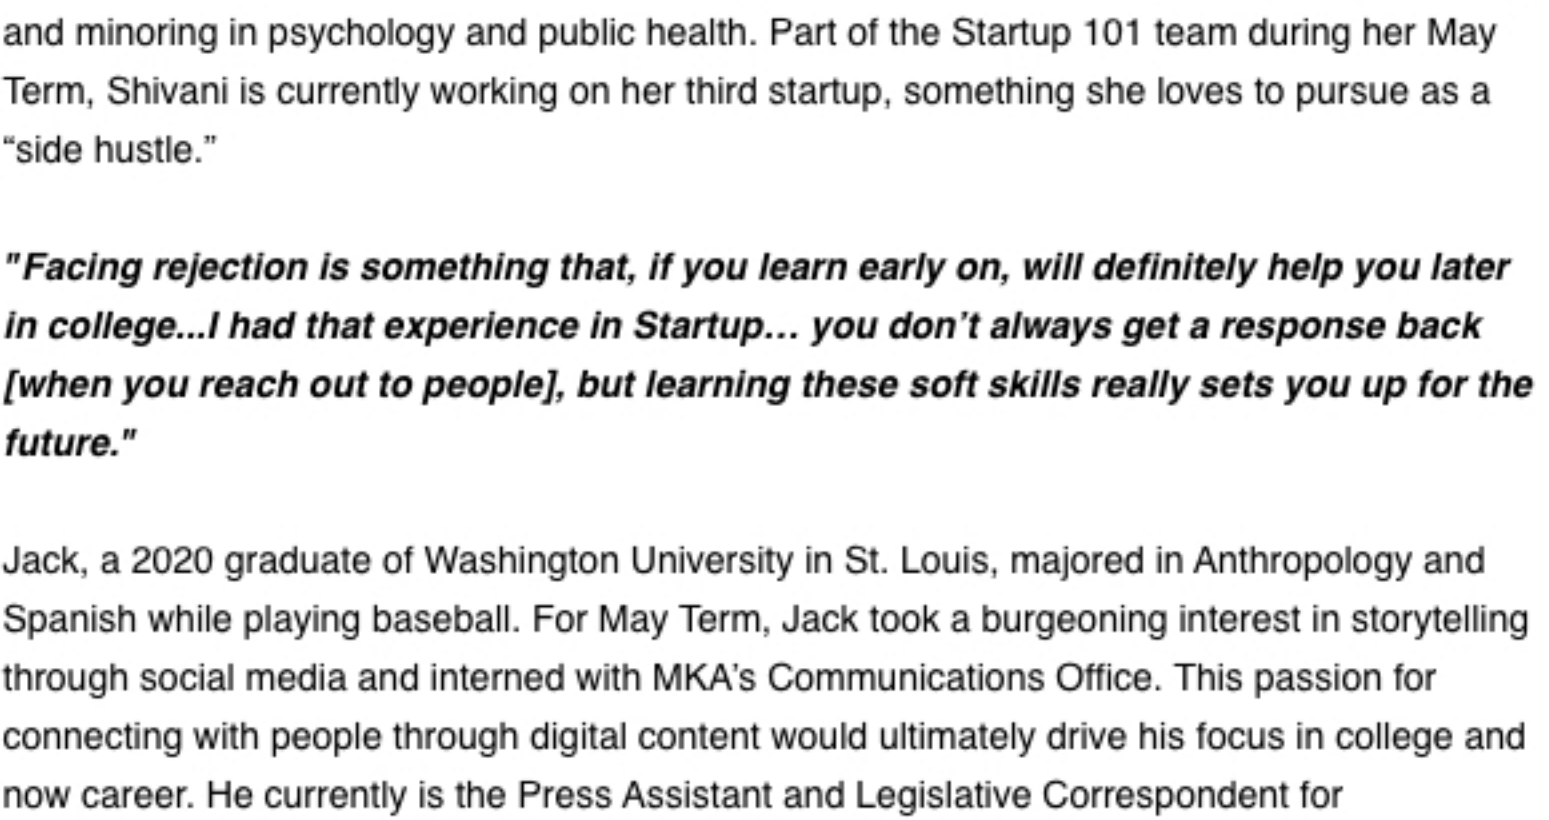 and minoring in psychology and public health. Part of the Startup 101 team during her May
Term, Shivani is currently working on her third startup, something she loves to pursue as a
“side hustle.”
"Facing rejection is something that, if you learn early on, will definitely help you later
in college...I had that experience in Startup… you don’t always get a response back
[when you reach out to people], but learning these soft skills really sets you up for the
future."
Jack, a 2020 graduate of Washington University in St. Louis, majored in Anthropology and
Spanish while playing baseball. For May Term, Jack took a burgeoning interest in storytelling
through social media and interned with MKA’s Communications Office. This passion for
connecting with people through digital content would ultimately drive his focus in college and
now career. He currently is the Press Assistant and Legislative Correspondent for